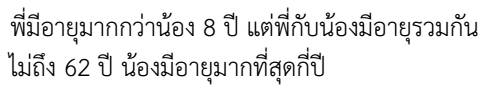 พี่มีอายุมากกว่าน้อง 8 ปี แต่พี่กับน้องมีอายุรวมกัน
ไม่ถึง 62 ปี น้องมีอายุมากที่สุดกี่ปี